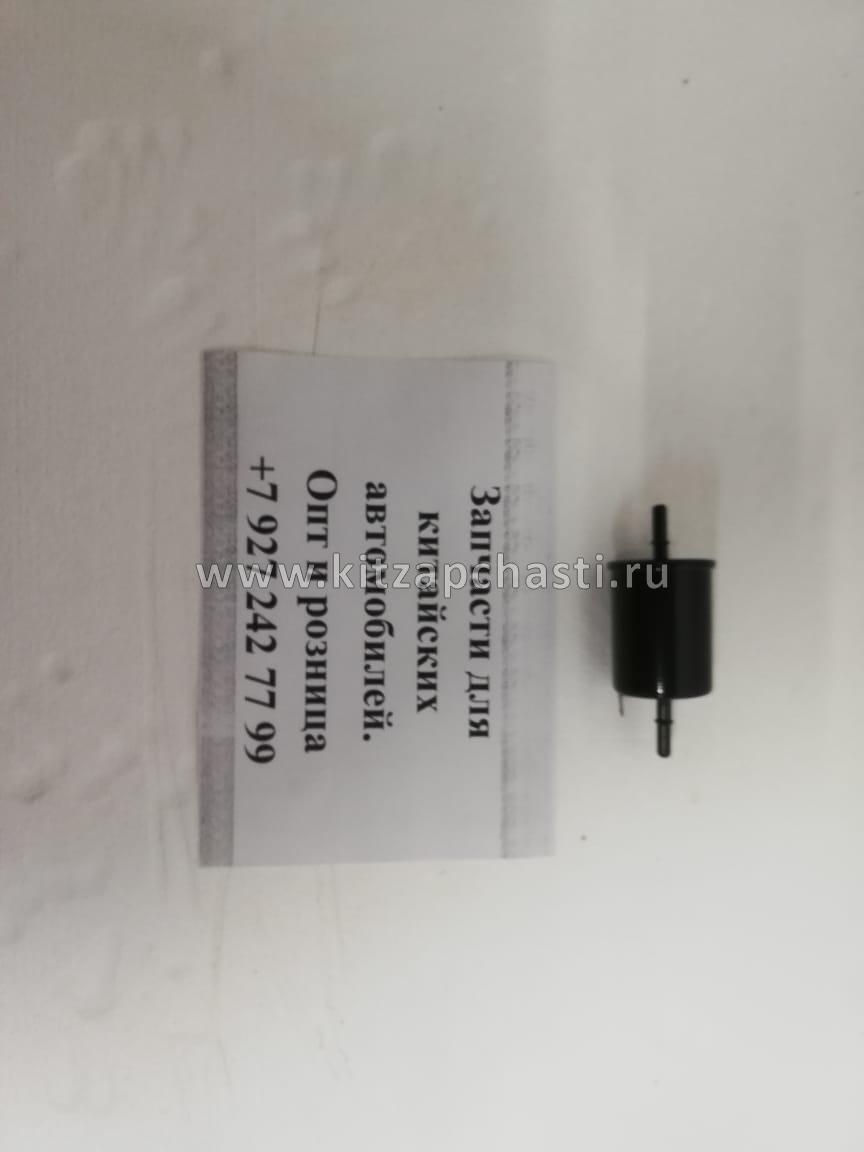 Запчасти для
китайских
автомобилей.
Опт и розница
+7 927 242 77 99
www.kitzapchasti.ru